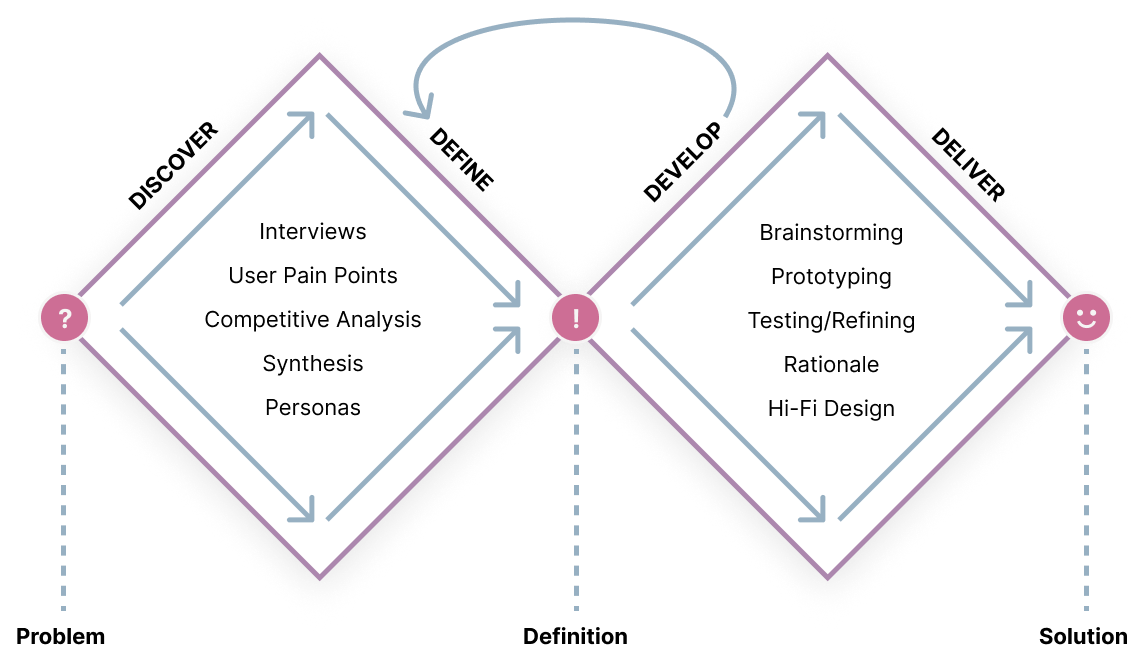 DISCOVER
DEFINE
DEVELOP
DELIVER
Interviews
User Pain Points
Competitive Analysis
Synthesis
Personas
Brainstorming
Prototyping
Testing/Refining
Rationale
Hi-Fi Design
?
!
Problem
Definition
Solution